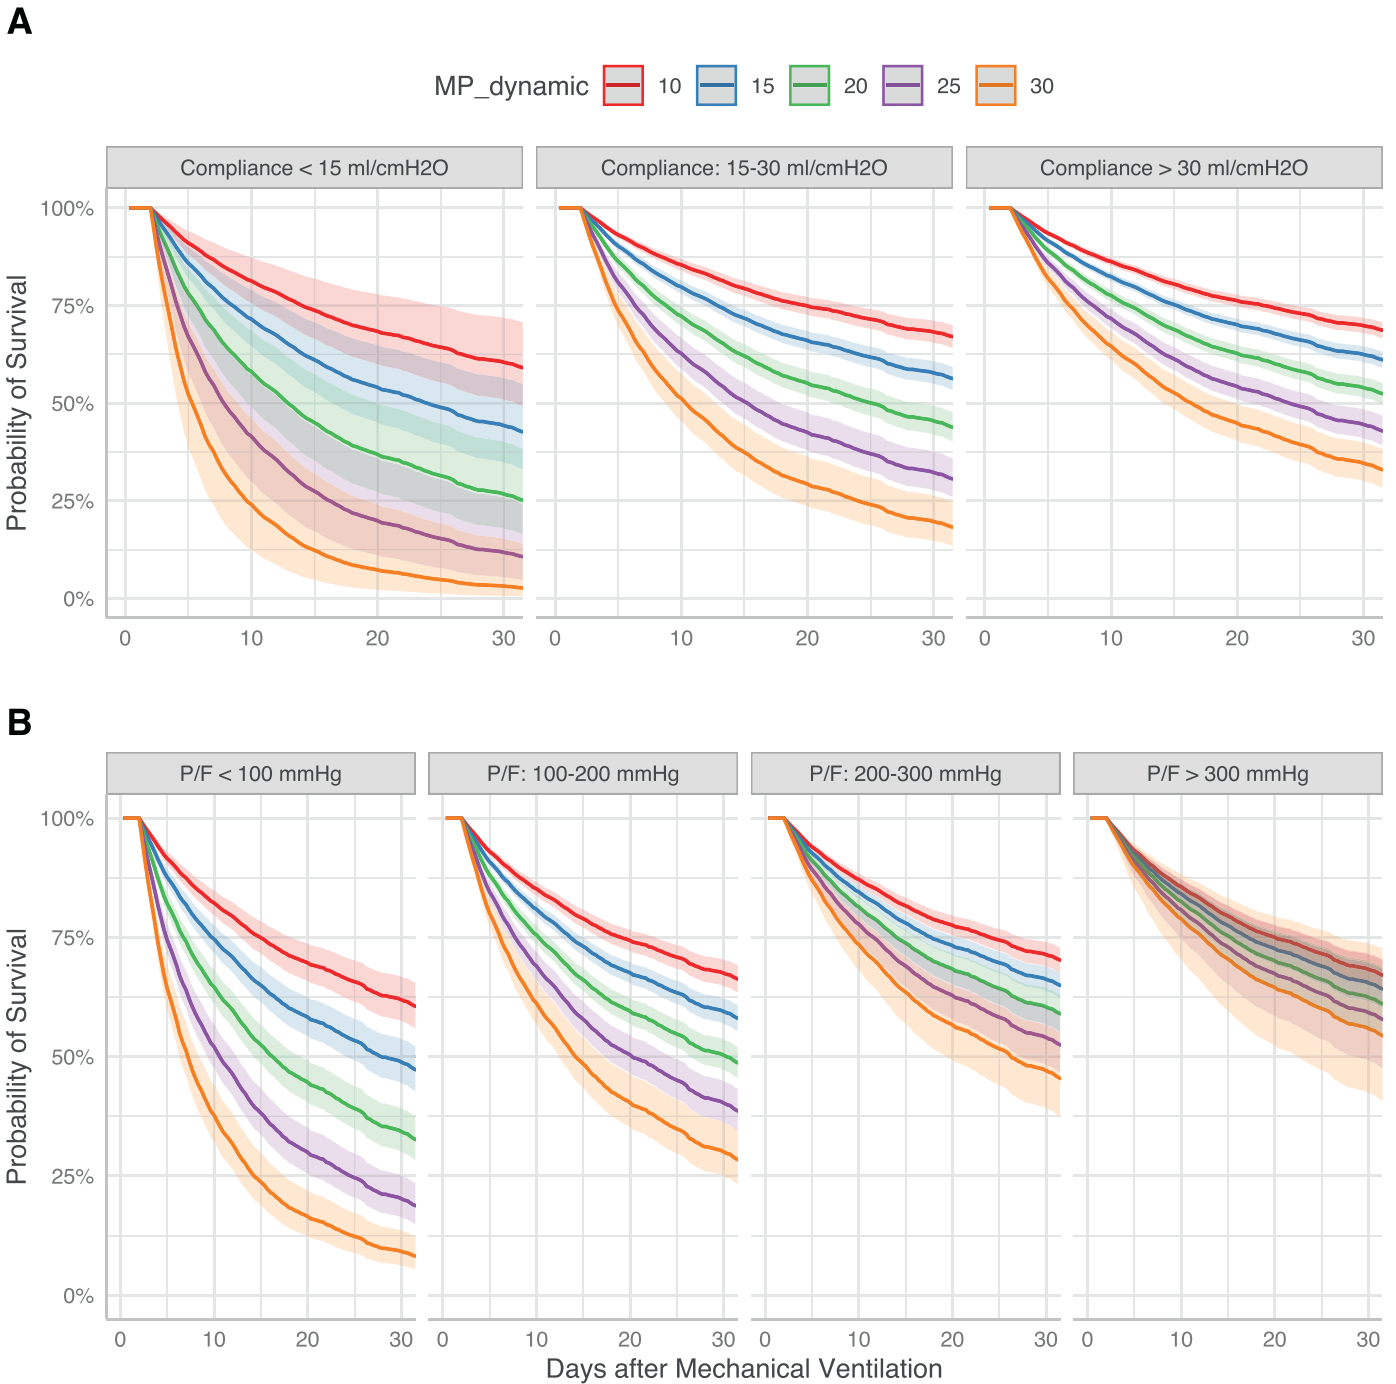 A
MP_dynamic 10 15 20 25 30
Compliance < 15 ml/cmH2O Compliance: 15-30 ml/cmH2O Compliance > 30 ml/cmH2O
Probability of Survival
100%
75%
50%
25%
0%
0 10 20 30 0 10 20 30 0 10 20 30
B
P/F < 100 mmHg P/F: 100-200 mmHg P/F: 200-300 mmHg P/F > 300 mmHg
Probability of Survival
100%
75%
50%
25%
0%
0 10 20 30 0 10 20 30 0 10 20 30 0 10 20 30
Days after Mechanical Ventilation